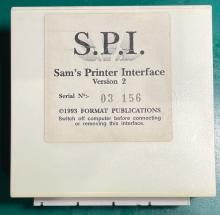 S.P.I.
Sam's Printer Interface
Version 2
Serial Nº:- 03 156
©1993 FORMAT PUBLICATIONS
Switch off computer before connecting
or removing this interface.